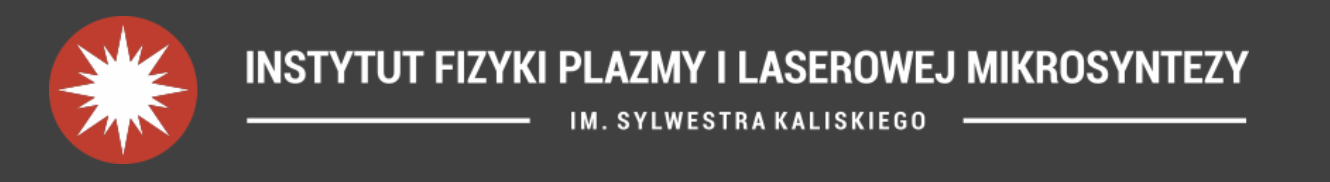 INSTYTUT FIZYKI PLAZMY I LASEROWEJ MIKROSYNTEZY
IM. SYLWESTRA KALISKIEGO